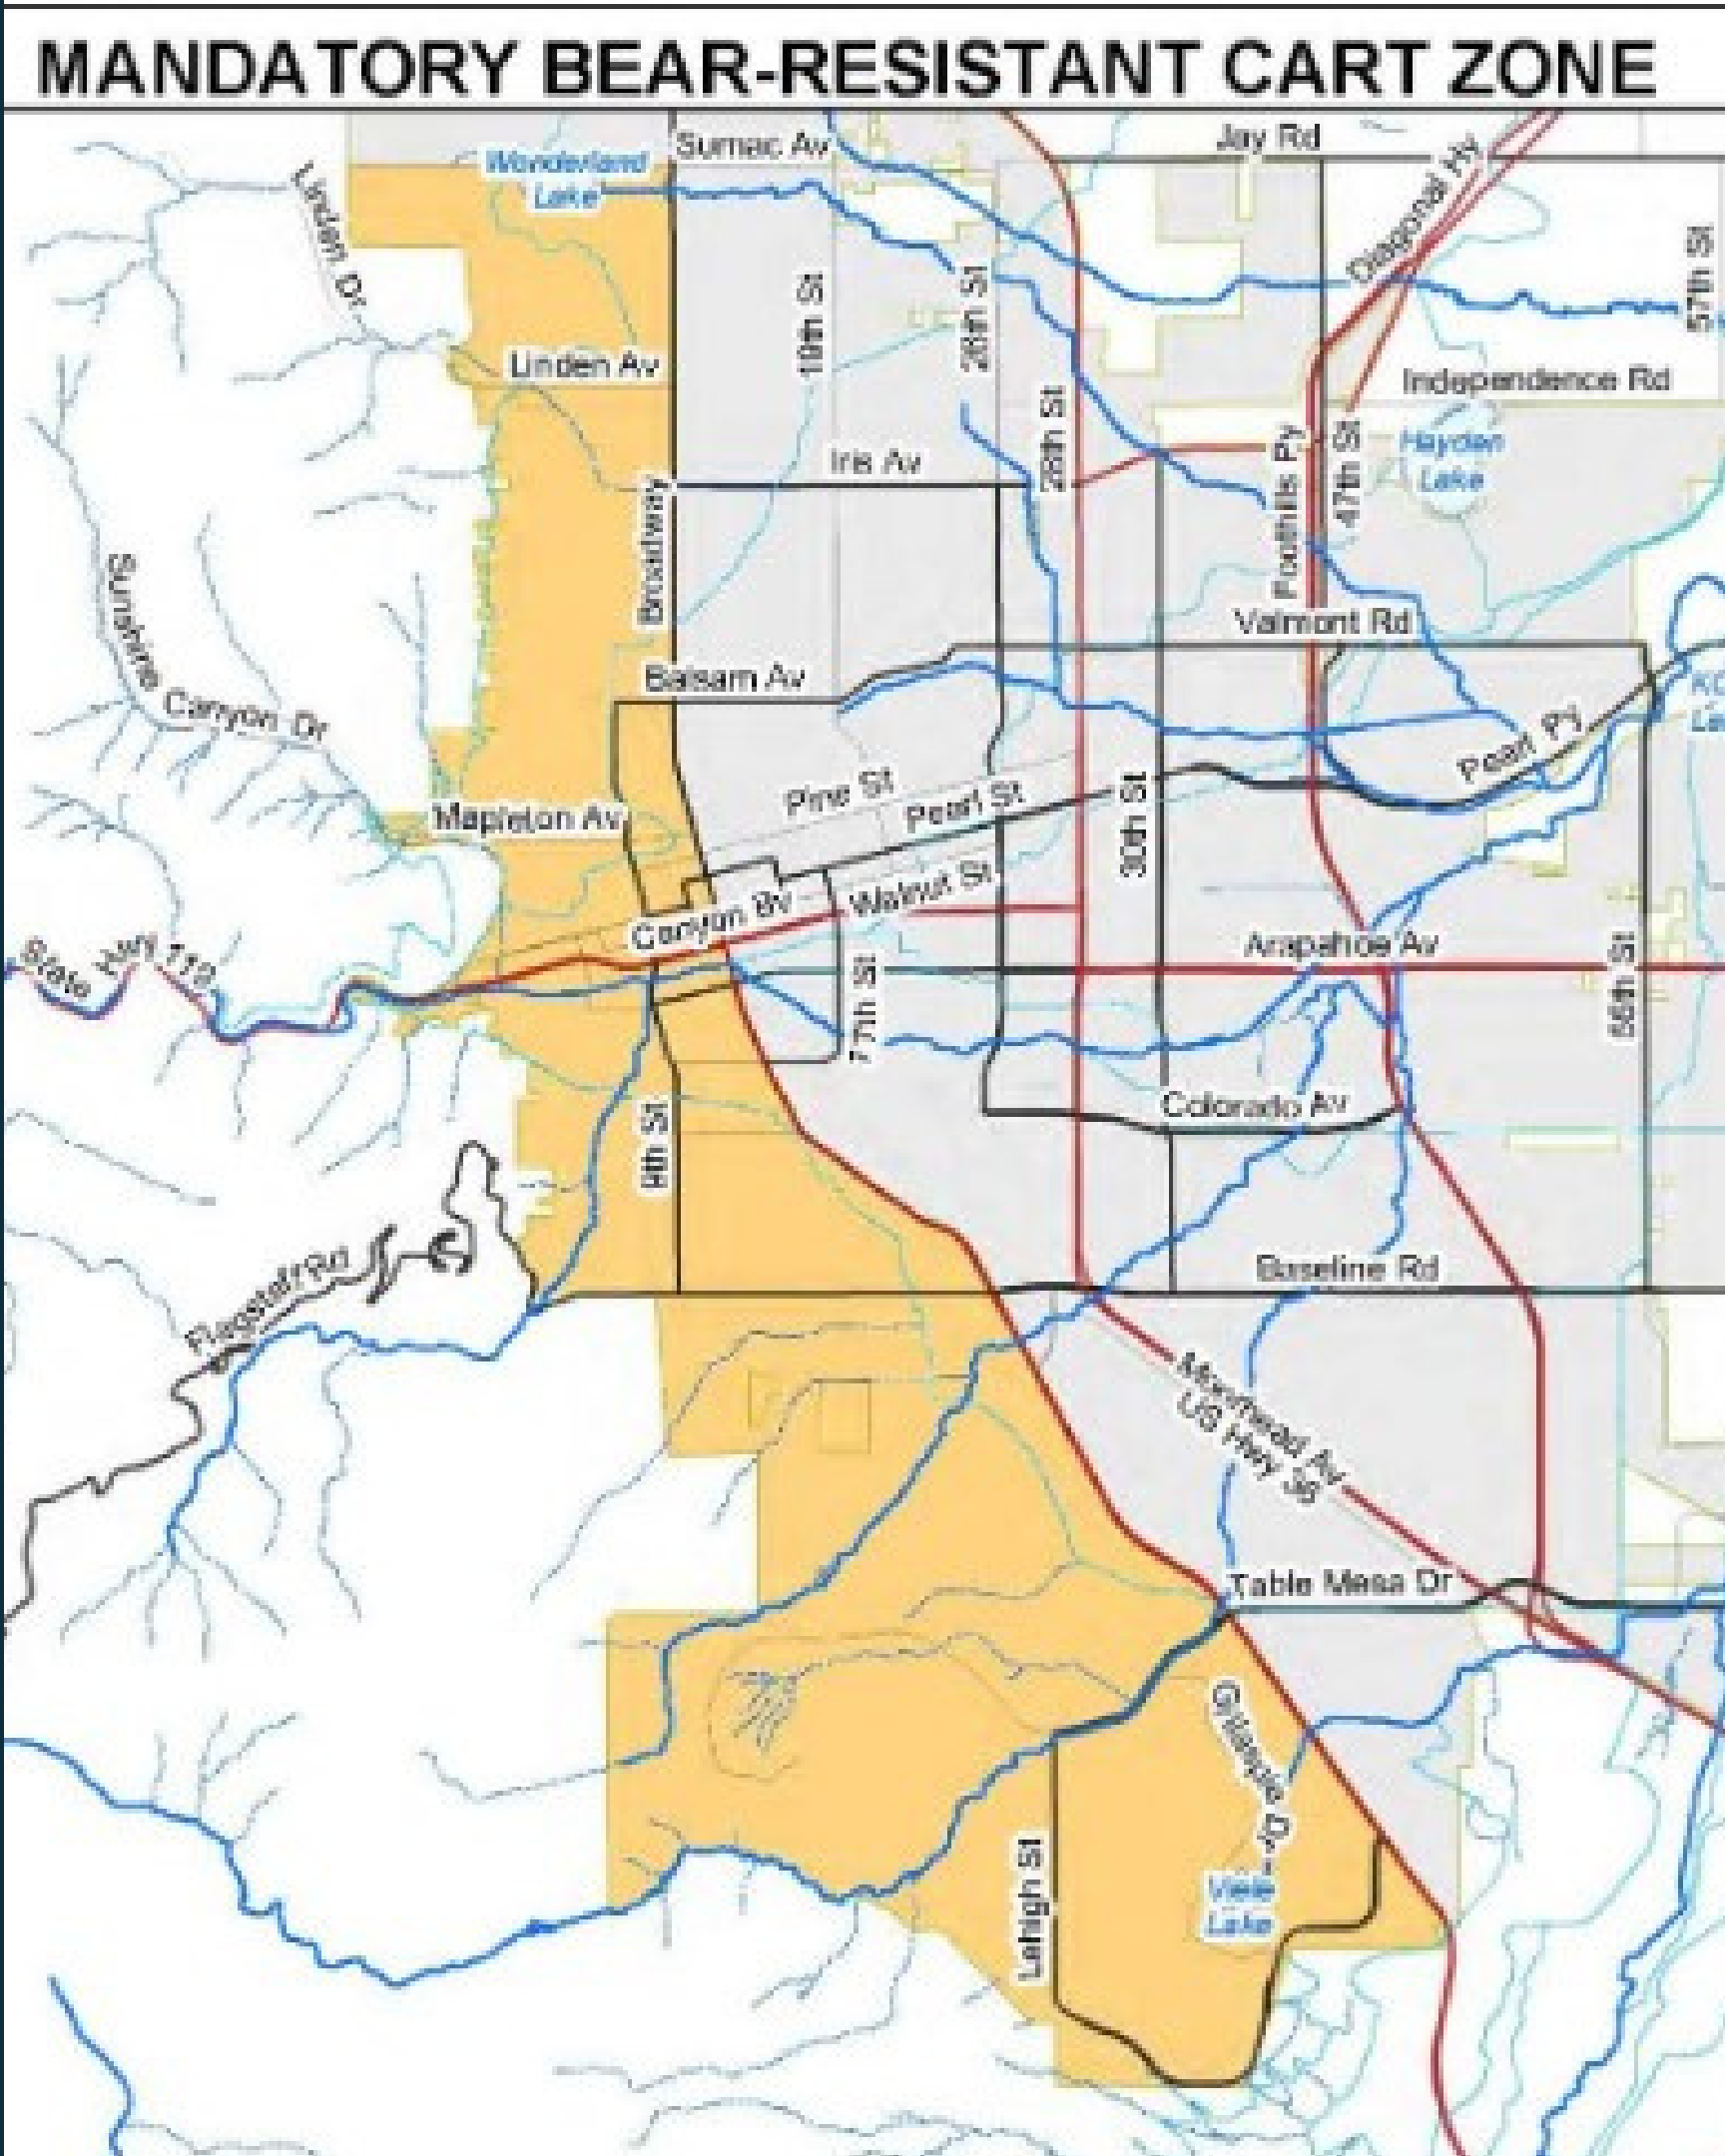 MANDATORY BEAR-RESISTANT CART ZONE
Sumac Av
Jay Rd
Wonderland
Lake
Linden Dr
Diagonal Hy
57th St
19th St
26th St
Linden Av
Independence Rd
28th St
Iris Av
Foothills Py
47th St
Hayden
Lake
Broadway
Sunshine Canyon Dr
Valmont Rd
Balsam Av
Pearl Py
Pine St
Pearl St
30th St
Mapleton Av
Walnut St
Canyon Bv
State Hwy 119
Arapahoe Av
55th St
17th St
9th St
Colorado Av
Flagstaff Rd
Baseline Rd
Moorhead Av
US Hwy 36
Table Mesa Dr
Gillaspie Dr
Lehigh St
Viele
Lake